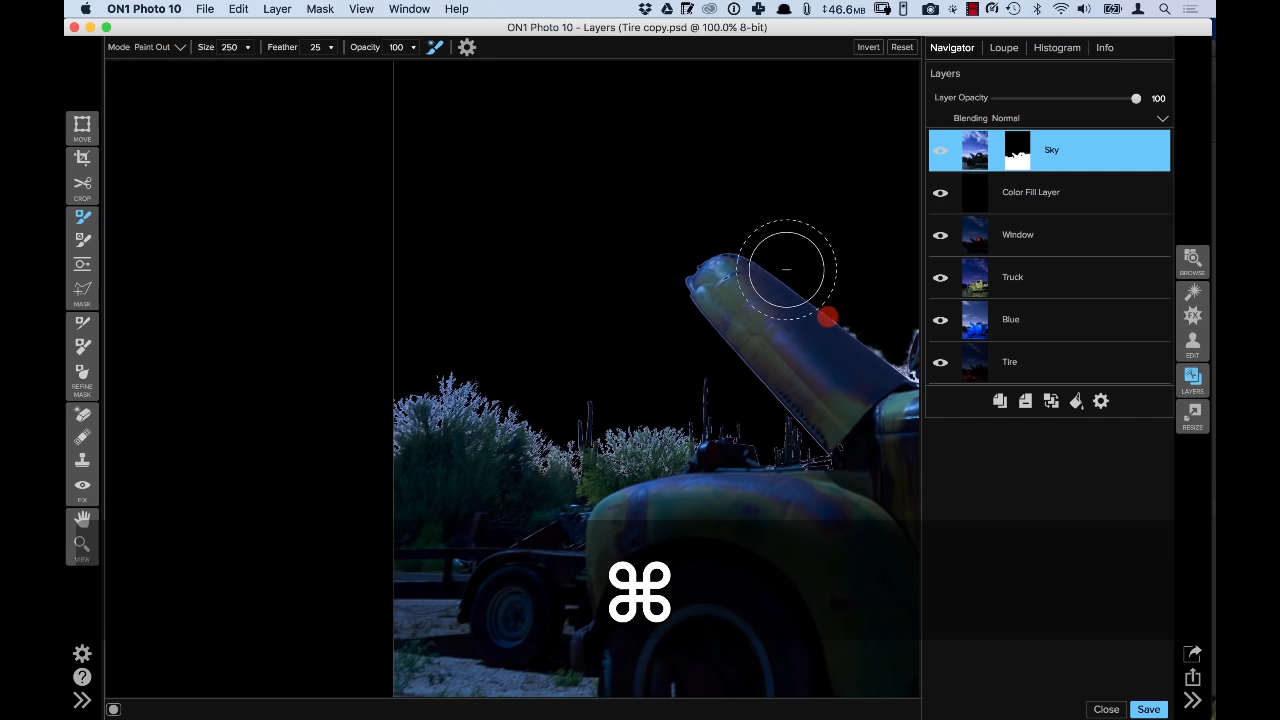 ON1 Photo 10 File Edit Layer Mask View Window Help 46.6MB
ON1 Photo 10 - Layers (Tire copy.psd @ 100.0% 8-bit)
Mode Paint Out Size 250 Feather 25 Opacity 100 Invert Reset
Navigator Loupe Histogram Info
Layers
Layer Opacity 100
Blending Normal
Sky
Color Fill Layer
Window
Truck
Blue
Tire
MOVE
CROP
MASK
REFINE
MASK
FIX
VIEW
BROWSE
EDIT
LAYERS
RESIZE
⌘
Close Save